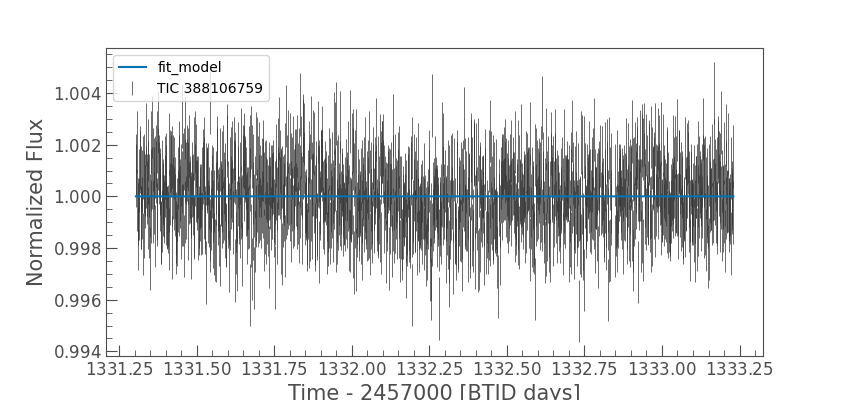 fit_model
TIC 388106759
1.004
1.002
1.000
0.998
0.996
0.994
Normalized Flux
1331.25 1331.50 1331.75 1332.00 1332.25 1332.50 1332.75 1333.00 1333.25
Time - 2457000 [BTJD days]